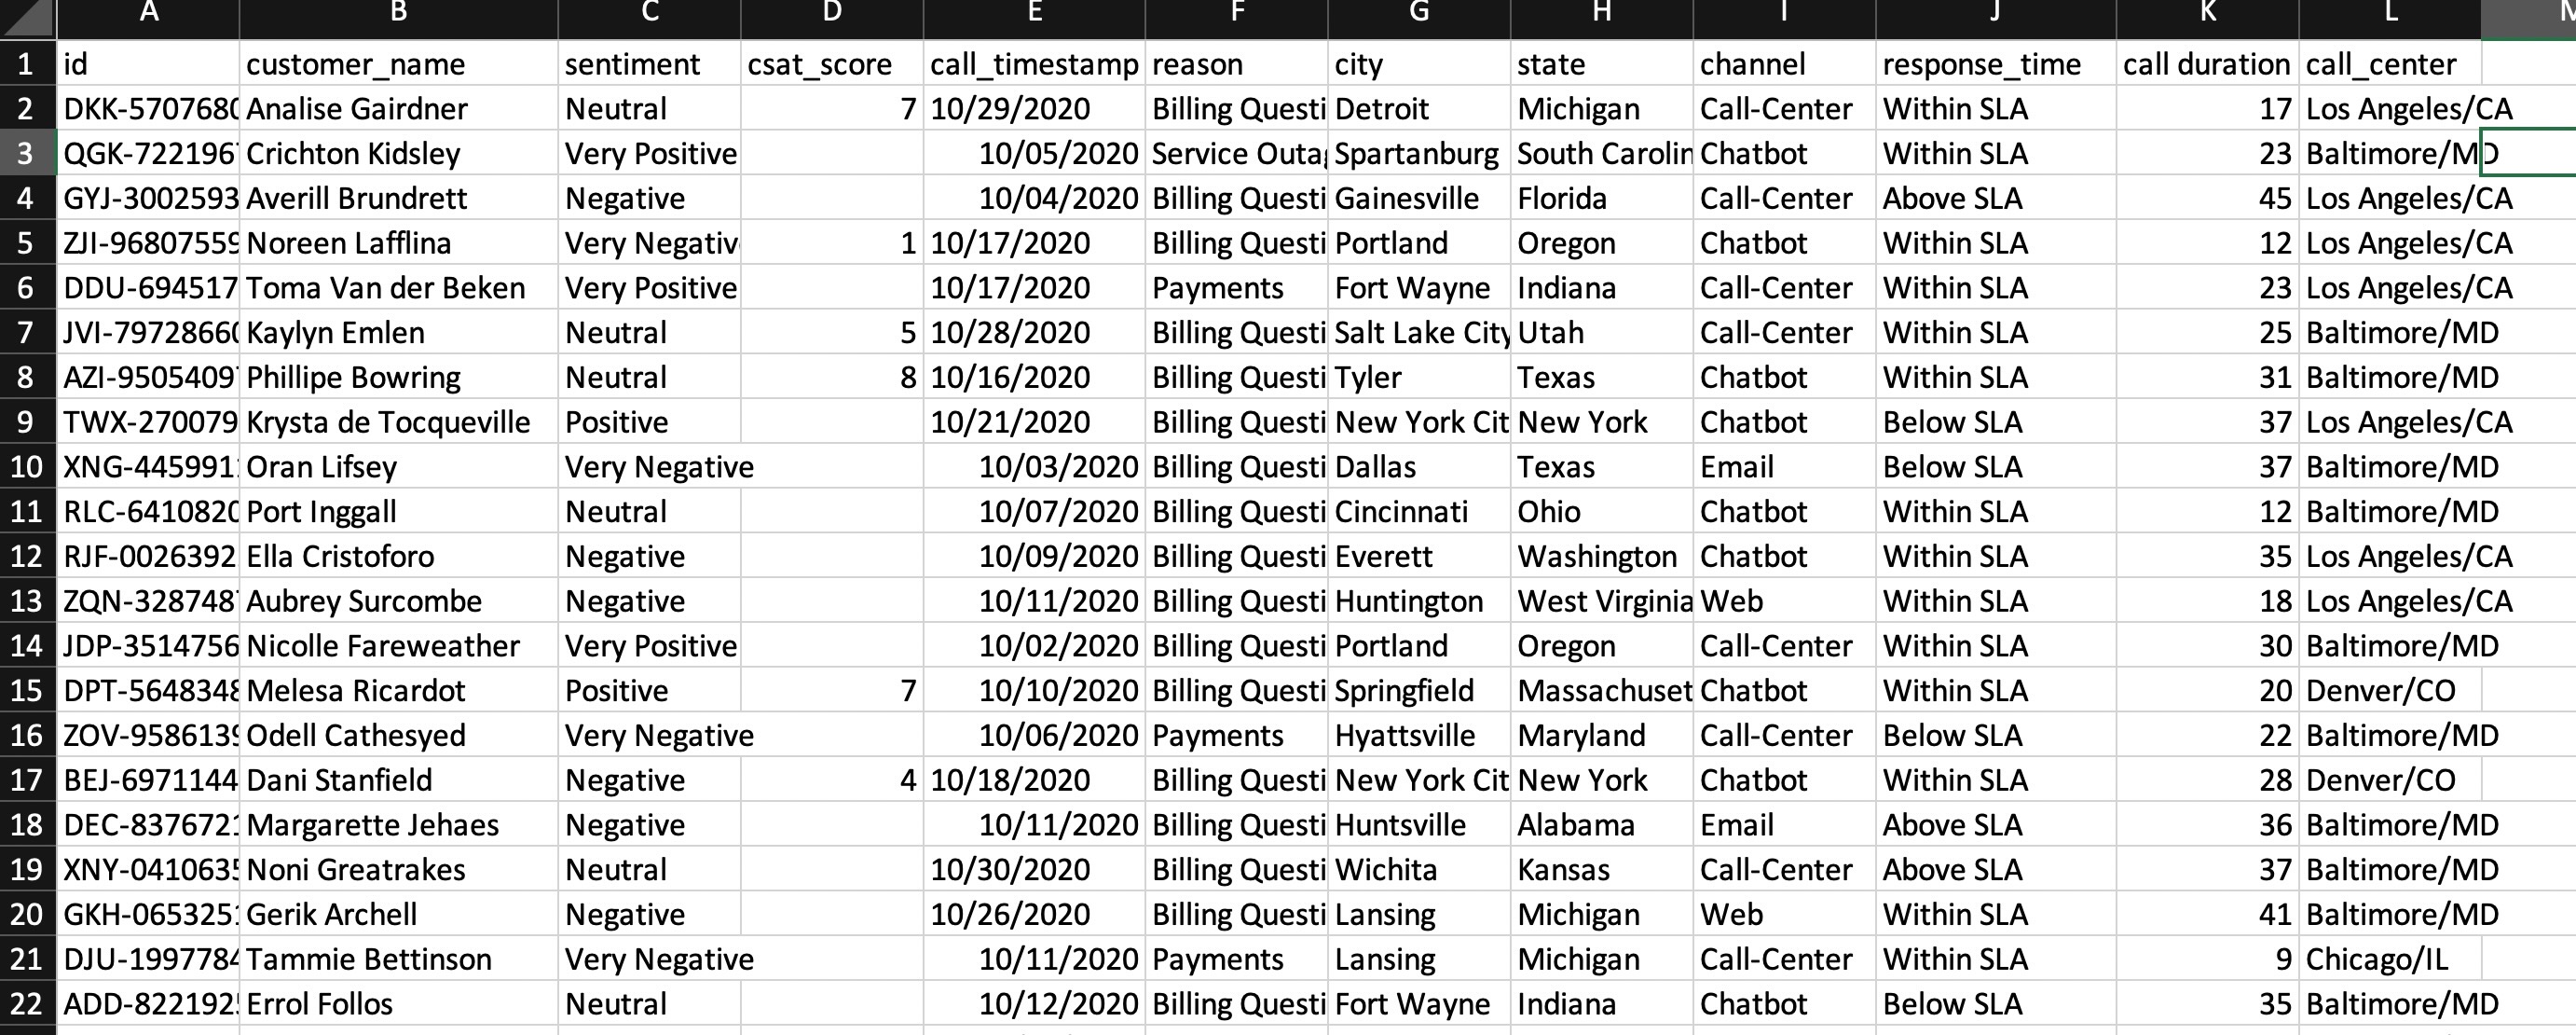 A B C D E F G H I J K L
1 id customer_name sentiment csat_score call_timestamp reason city state channel response_time call duration call_center
2 DKK-5707680 Analise Gairdner Neutral 7 10/29/2020 Billing Questi Detroit Michigan Call-Center Within SLA 17 Los Angeles/CA
3 QGK-722196 Crichton Kidsley Very Positive 10/05/2020 Service Outa Spartanburg South Carolin Chatbot Within SLA 23 Baltimore/MD
4 GYJ-3002593 Averill Brundrett Negative 10/04/2020 Billing Questi Gainesville Florida Call-Center Above SLA 45 Los Angeles/CA
5 ZJI-96807559 Noreen Lafflina Very Negativ 1 10/17/2020 Billing Questi Portland Oregon Chatbot Within SLA 12 Los Angeles/CA
6 DDU-694517 Toma Van der Beken Very Positive 10/17/2020 Payments Fort Wayne Indiana Call-Center Within SLA 23 Los Angeles/CA
7 JVI-79728660 Kaylyn Emlen Neutral 5 10/28/2020 Billing Questi Salt Lake City Utah Call-Center Within SLA 25 Baltimore/MD
8 AZI-9505409 Phillipe Bowring Neutral 8 10/16/2020 Billing Questi Tyler Texas Chatbot Within SLA 31 Baltimore/MD
9 TWX-270079 Krysta de Tocqueville Positive 10/21/2020 Billing Questi New York Cit New York Chatbot Below SLA 37 Los Angeles/CA
10 XNG-445991 Oran Lifsey Very Negative 10/03/2020 Billing Questi Dallas Texas Email Below SLA 37 Baltimore/MD
11 RLC-6410820 Port Inggall Neutral 10/07/2020 Billing Questi Cincinnati Ohio Chatbot Within SLA 12 Baltimore/MD
12 RJF-0026392 Ella Cristoforo Negative 10/09/2020 Billing Questi Everett Washington Chatbot Within SLA 35 Los Angeles/CA
13 ZQN-328748 Aubrey Surcombe Negative 10/11/2020 Billing Questi Huntington West Virginia Web Within SLA 18 Los Angeles/CA
14 JDP-3514756 Nicolle Fareweather Very Positive 10/02/2020 Billing Questi Portland Oregon Call-Center Within SLA 30 Baltimore/MD
15 DPT-5648348 Melesa Ricardot Positive 7 10/10/2020 Billing Questi Springfield Massachuset Chatbot Within SLA 20 Denver/CO
16 ZOV-9586139 Odell Cathesyed Very Negative 10/06/2020 Payments Hyattsville Maryland Call-Center Below SLA 22 Baltimore/MD
17 BEJ-6971144 Dani Stanfield Negative 4 10/18/2020 Billing Questi New York Cit New York Chatbot Within SLA 28 Denver/CO
18 DEC-8376721 Margarette Jehaes Negative 10/11/2020 Billing Questi Huntsville Alabama Email Above SLA 36 Baltimore/MD
19 XNY-0410635 Noni Greatrakes Neutral 10/30/2020 Billing Questi Wichita Kansas Call-Center Above SLA 37 Baltimore/MD
20 GKH-065325 Gerik Archell Negative 10/26/2020 Billing Questi Lansing Michigan Web Within SLA 41 Baltimore/MD
21 DJU-1997784 Tammie Bettinson Very Negative 10/11/2020 Payments Lansing Michigan Call-Center Within SLA 9 Chicago/IL
22 ADD-822192 Errol Follos Neutral 10/12/2020 Billing Questi Fort Wayne Indiana Chatbot Below SLA 35 Baltimore/MD